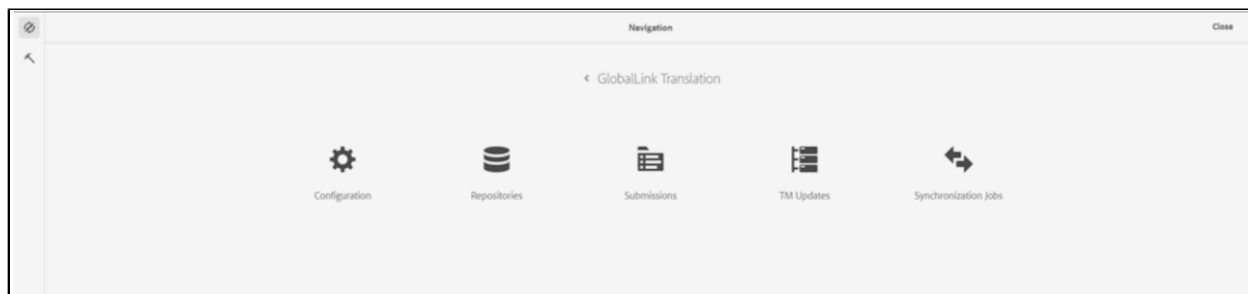 Navigation
Close
GlobalLink Translation
Configuration
Repositories
Submissions
TM Updates
Synchronization Jobs